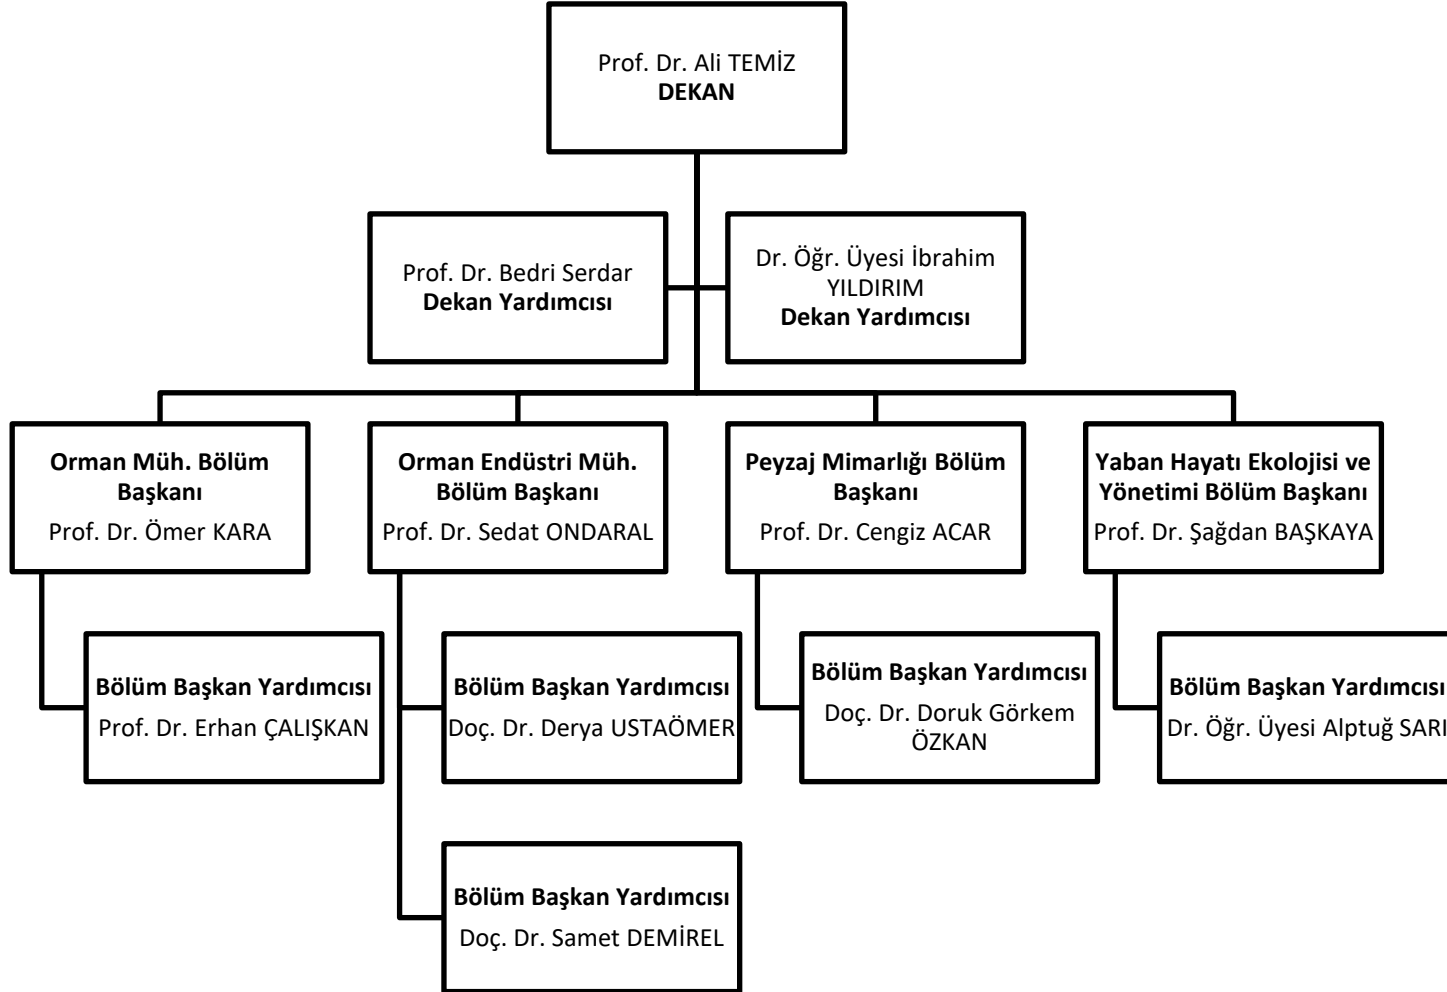 Prof. Dr. Ali TEMİZ
DEKAN
Prof. Dr. Bedri Serdar
Dekan Yardımcısı
Dr. Öğr. Üyesi İbrahim
YILDIRIM
Dekan Yardımcısı
Orman Müh. Bölüm
Başkanı
Prof. Dr. Ömer KARA
Orman Endüstri Müh.
Bölüm Başkanı
Prof. Dr. Sedat ONDARAL
Peyzaj Mimarlığı Bölüm
Başkanı
Prof. Dr. Cengiz ACAR
Yaban Hayatı Ekolojisi ve
Yönetimi Bölüm Başkanı
Prof. Dr. Şağdan BAŞKAYA
Bölüm Başkan Yardımcısı
Prof. Dr. Erhan ÇALIŞKAN
Bölüm Başkan Yardımcısı
Doç. Dr. Derya USTAÖMER
Bölüm Başkan Yardımcısı
Doç. Dr. Doruk Görkem
ÖZKAN
Bölüm Başkan Yardımcısı
Dr. Öğr. Üyesi Alptuğ SARI
Bölüm Başkan Yardımcısı
Doç. Dr. Samet DEMİREL